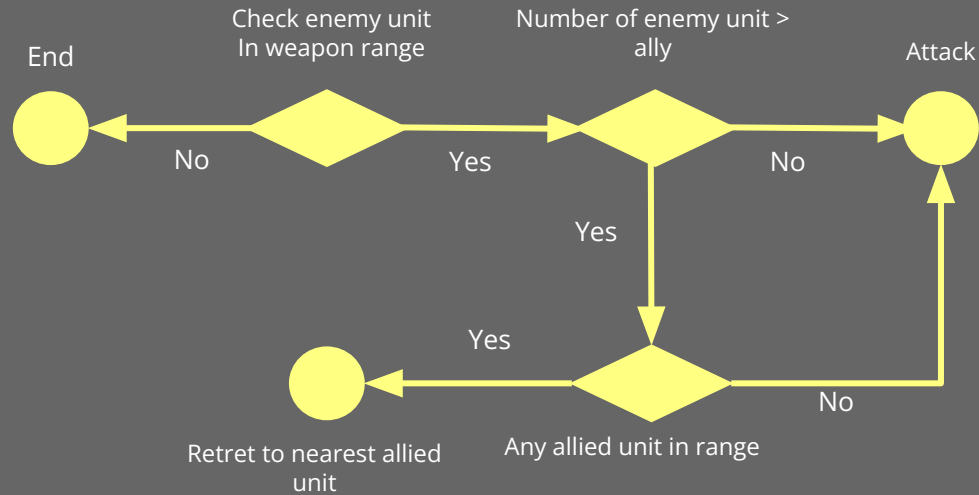 End
Check enemy unit
In weapon range
Number of enemy unit >
ally
Attack
No
Yes
No
Yes
Yes
No
Retret to nearest allied
unit
Any allied unit in range